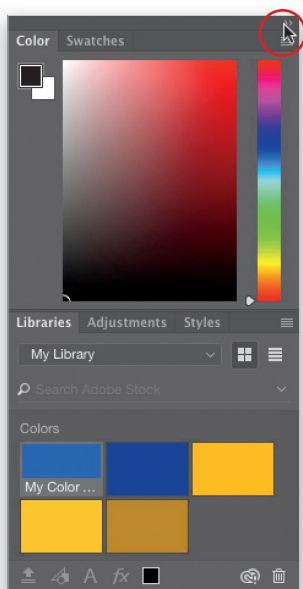 Color Swatches
Libraries Adjustments Styles
My Library
Search Adobe Stock
Colors
My Color ...
A fx